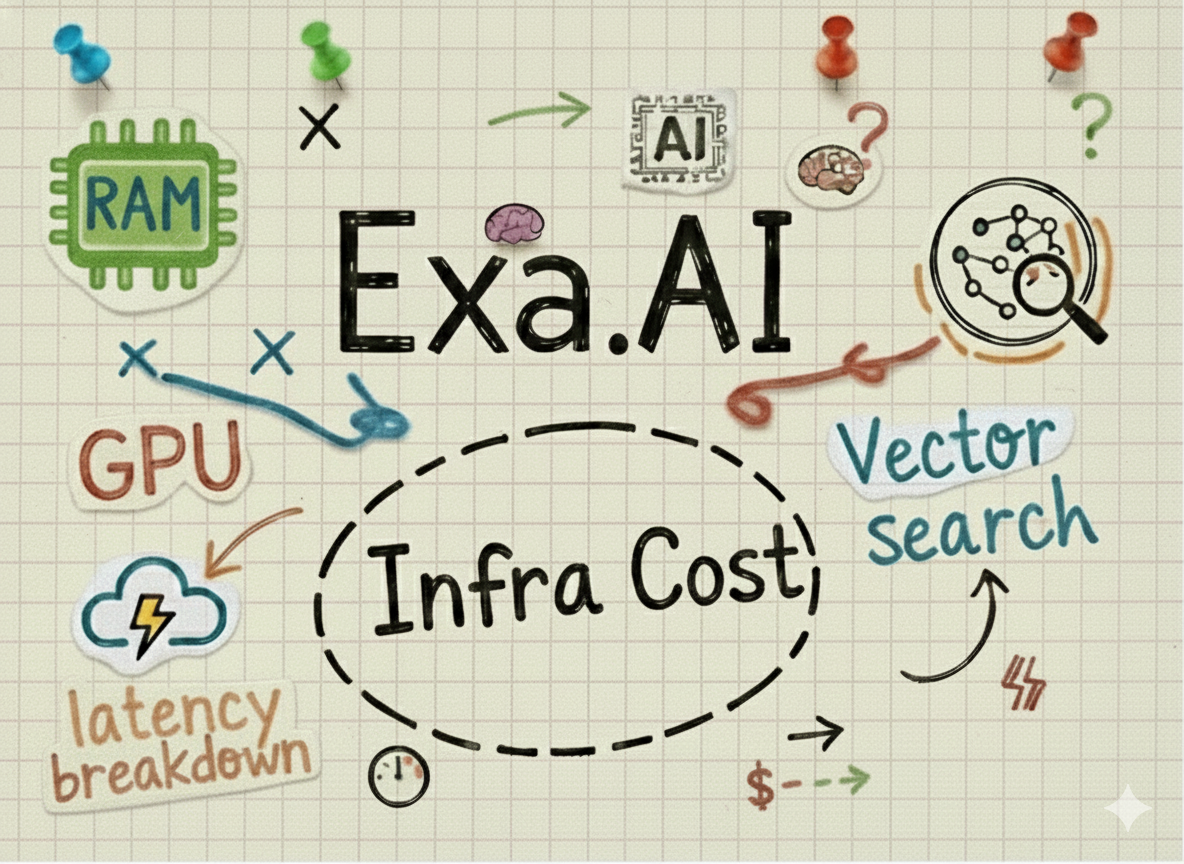 RAM
AI
?
?
Exa.AI
GPU
Vector
search
Infra Cost
latency
breakdown
$